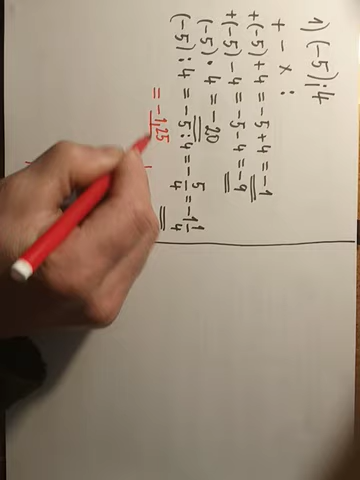 1) (-5) ; 4
+ - x :
+(-5) + 4 = -5 + 4 = -1
+(-5) - 4 = -5 - 4 = -9
(-5) · 4 = -20
(-5) : 4 = -5 : 4 = -5/4 = -1 1/4
= -1,25